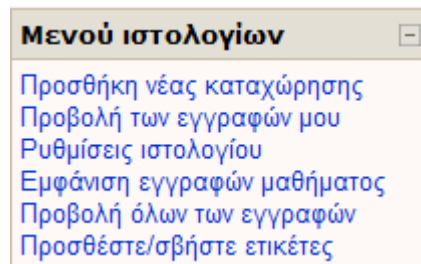 Μενού ιστολογίων
Προσθήκη νέας καταχώρησης
Προβολή των εγγραφών μου
Ρυθμίσεις ιστολογίου
Εμφάνιση εγγραφών μαθήματος
Προβολή όλων των εγγραφών
Προσθέστε/σβήστε ετικέτες